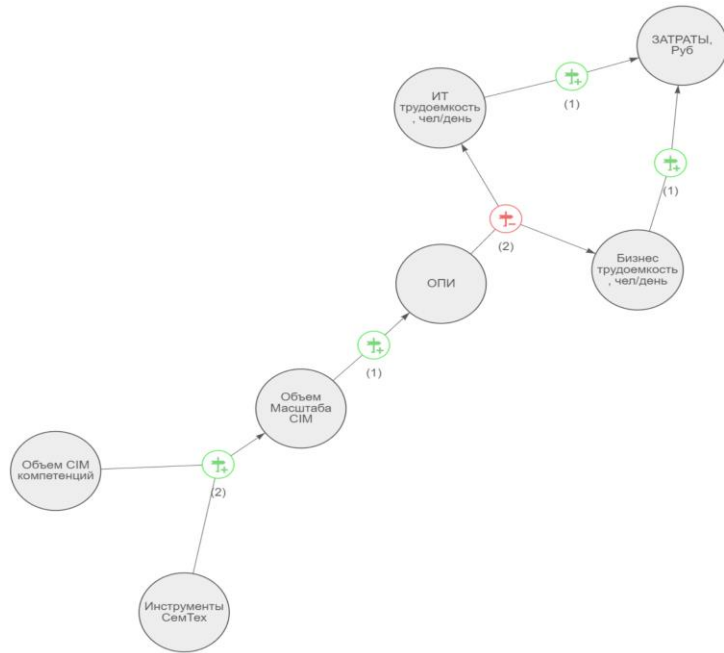 ЗАТРАТЫ,
Руб
ИТ
трудоемкость
, чел/день
(1)
(1)
(2)
Бизнес
трудоемкость
, чел/день
ОПИ
(1)
Объем
Масштаба
CIM
Объем CIM
компетенций
(2)
Инструменты
СемТех